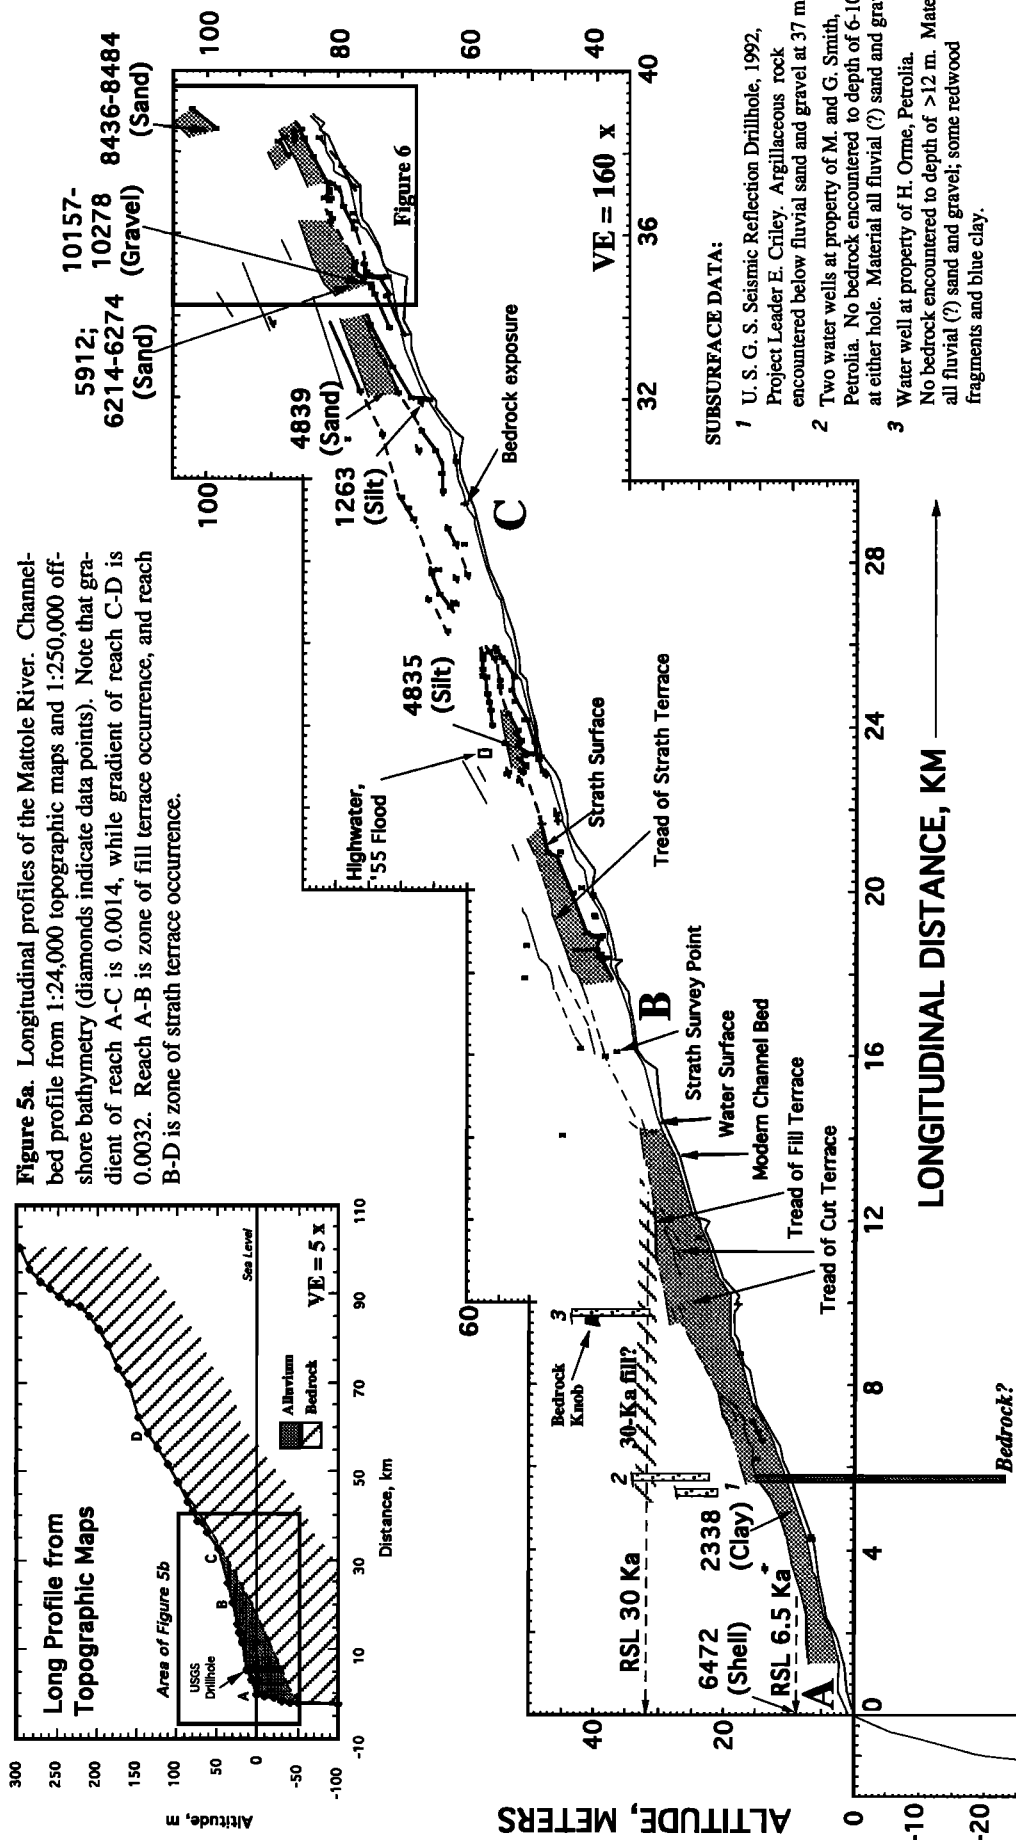 Figure 5a. Longitudinal profiles of the Mattole River. Channel-
bed profile from 1:24,000 topographic maps and 1:250,000 off-
shore bathymetry (diamonds indicate data points). Note that gra-
dient of reach A-C is 0.0014, while gradient of reach C-D is
0.0032. Reach A-B is zone of fill terrace occurrence, and reach
B-D is zone of strath terrace occurrence.
Long Profile from
Topographic Maps
Area of Figure 5b
USGS
Drillhole
A
B
C
D
Sea Level
Alluvium
Bedrock
VE = 5 x
300
250
200
150
100
50
0
-50
-100
Altitude, m
-10
10
30
50
70
90
110
Distance, km
5912;
6214-6274
(Sand)
10157-
10278
(Gravel)
8436-8484
(Sand)
Figure 6
4839
(Sand)
1263
(Silt)
Bedrock exposure
C
4835
(Silt)
Highwater,
'55 Flood
Strath Surface
Tread of Strath Terrace
B
Strath Survey Point
Water Surface
Modern Channel Bed
Tread of Fill Terrace
Tread of Cut Terrace
Bedrock
Knob
3
30-Ka fill?
2
1
RSL 30 Ka
2338
(Clay)
6472
(Shell)
RSL 6.5 Ka
A
Bedrock?
VE = 160 x
100
80
60
40
100
60
40
20
0
-10
-20
ALTITUDE, METERS
0
4
8
12
16
20
24
28
32
36
40
LONGITUDINAL DISTANCE, KM
SUBSURFACE DATA:
1 U. S. G. S. Seismic Reflection Drillhole, 1992,
Project Leader E. Criley. Argillaceous rock
encountered below fluvial sand and gravel at 37 m
2 Two water wells at property of M. and G. Smith,
Petrolia. No bedrock encountered to depth of 6-10
at either hole. Material all fluvial (?) sand and grav
3 Water well at property of H. Orme, Petrolia.
No bedrock encountered to depth of >12 m. Mate
all fluvial (?) sand and gravel; some redwood
fragments and blue clay.